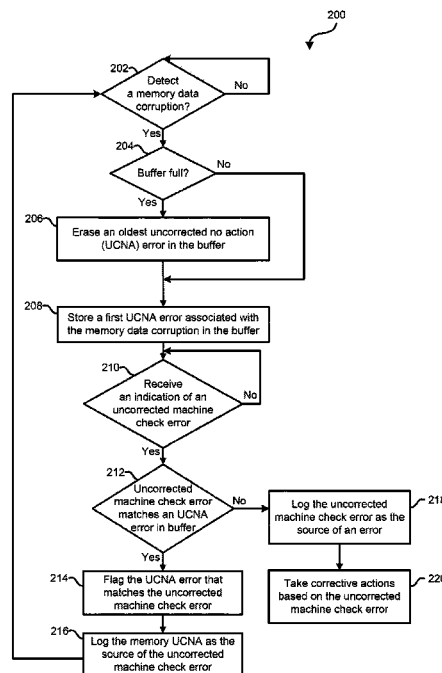 200
202
Detect
a memory data
corruption?
No
Yes
204
Buffer full?
No
Yes
206
Erase an oldest uncorrected no action
(UCNA) error in the buffer
208
Store a first UCNA error associated with
the memory data corruption in the buffer
210
Receive
an indication of an
uncorrected machine
check error
No
Yes
212
Uncorrected
machine check error
matches an UCNA
error in buffer
No
Yes
218
Log the uncorrected
machine check error as the
source of an error
214
Flag the UCNA error that
matches the uncorrected
machine check error
220
Take corrective actions
based on the uncorrected
machine check error
216
Log the memory UCNA as the
source of the uncorrected
machine check error